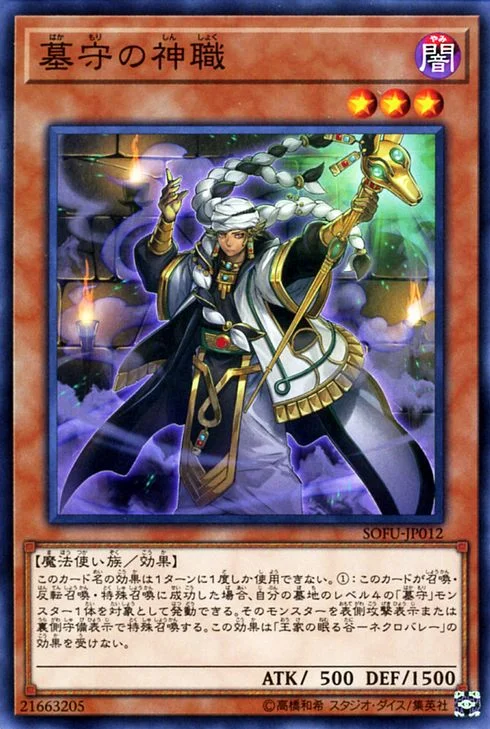 墓守の神職
闇
SOFU-JP012
【魔法使い族／効果】
このカード名の効果は１ターンに１度しか使用できない。①：このカードが召喚・
反転召喚・特殊召喚に成功した場合、自分の墓地のレベル４の「墓守」モン
スター１体を対象として発動できる。そのモンスターを表側攻撃表示または
裏側守備表示で特殊召喚する。この効果は「王家の眠る谷－ネクロバレー」の
効果を受けない。
ATK/ 500 DEF/1500
21663205 ©高橋和希 スタジオ・ダイス/集英社